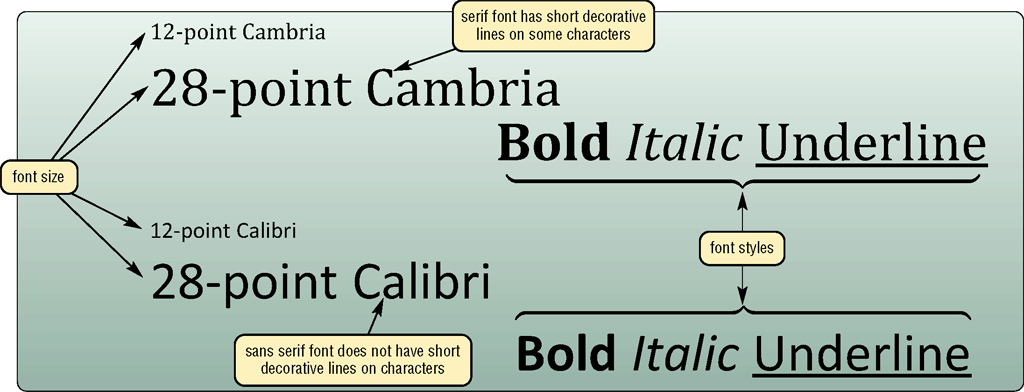 serif font has short decorative
lines on some characters
12-point Cambria
28-point Cambria
Bold Italic Underline
font size
12-point Calibri
font styles
28-point Calibri
sans serif font does not have short
decorative lines on characters
Bold Italic Underline